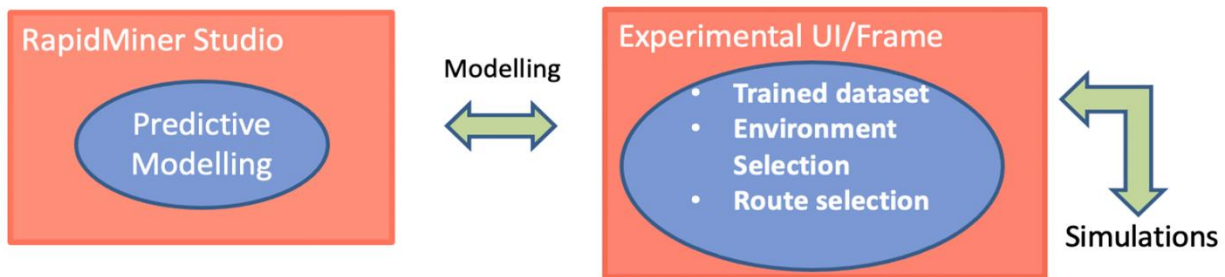 RapidMiner Studio
Predictive
Modelling
Modelling
Experimental UI/Frame
• Trained dataset
• Environment
Selection
• Route selection
Simulations